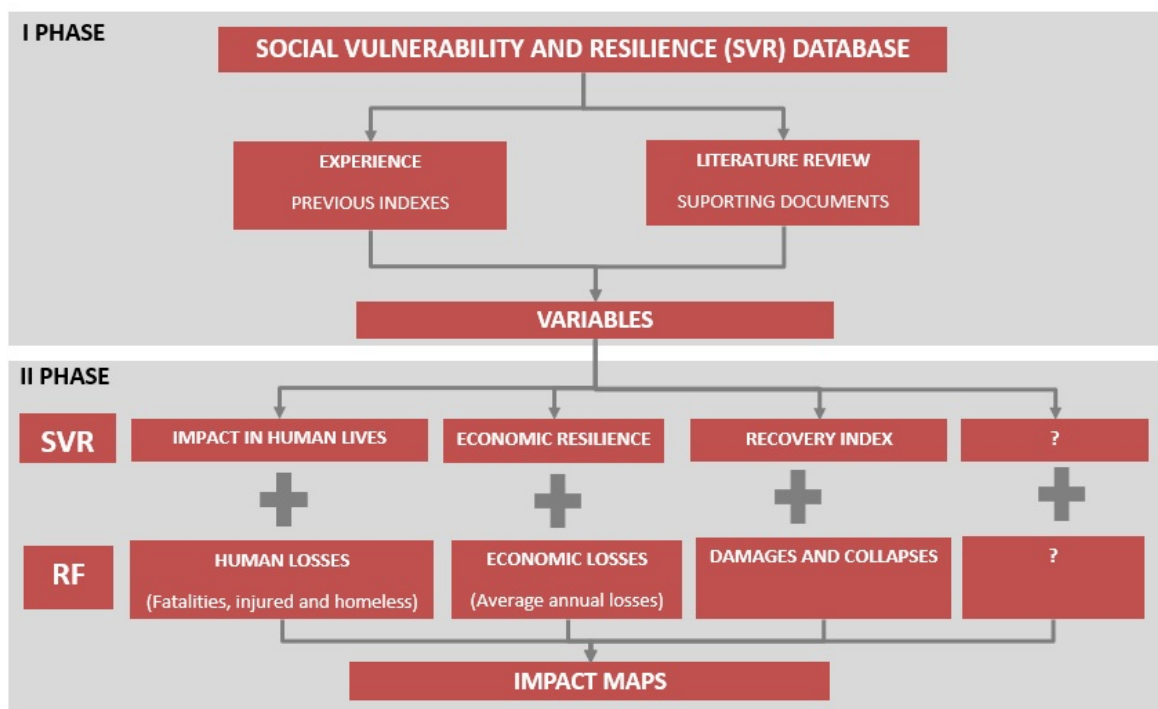 I PHASE
SOCIAL VULNERABILITY AND RESILIENCE (SVR) DATABASE
EXPERIENCE
PREVIOUS INDEXES
LITERATURE REVIEW
SUPORTING DOCUMENTS
VARIABLES
II PHASE
SVR
IMPACT IN HUMAN LIVES
ECONOMIC RESILIENCE
RECOVERY INDEX
?
RF
HUMAN LOSSES
(Fatalities, injured and homeless)
ECONOMIC LOSSES
(Average annual losses)
DAMAGES AND COLLAPSES
?
IMPACT MAPS